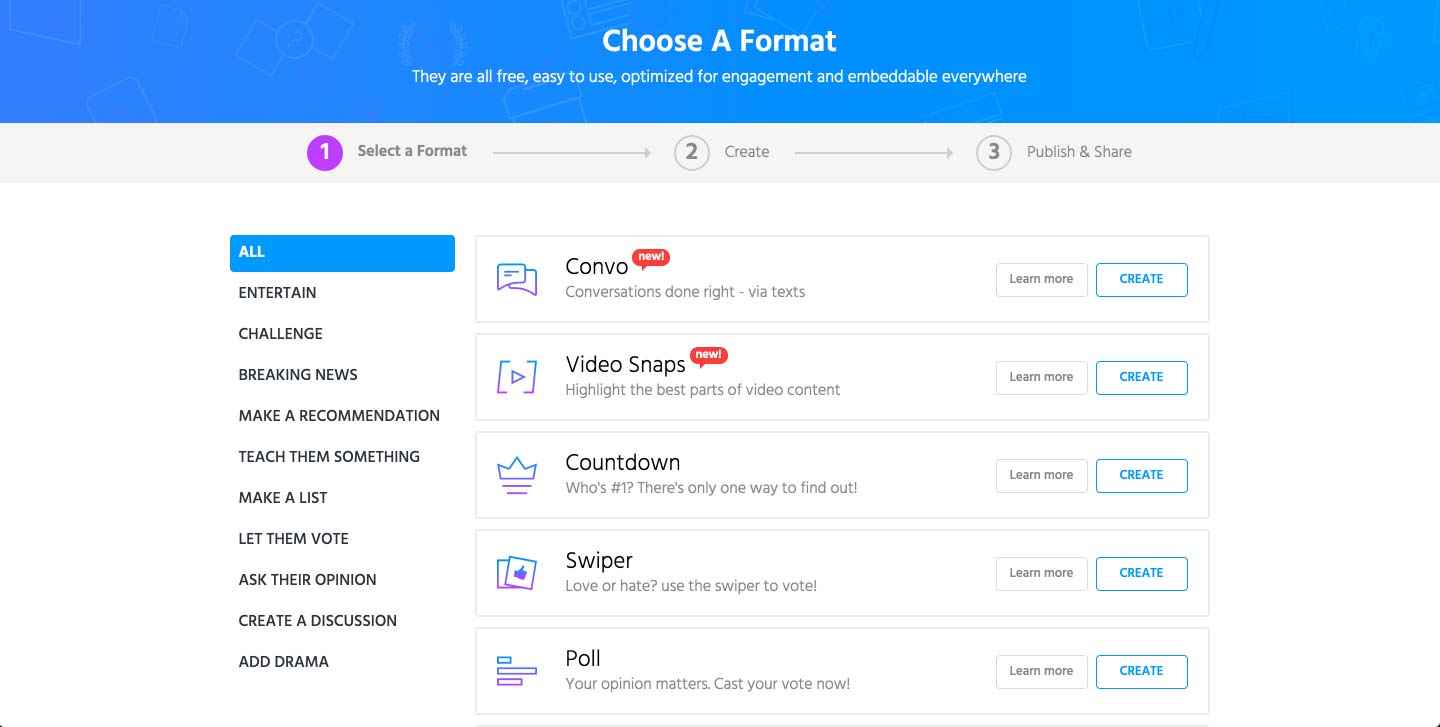 Choose A Format
They are all free, easy to use, optimized for engagement and embeddable everywhere
1 Select a Format
2 Create
3 Publish & Share
ALL
ENTERTAIN
CHALLENGE
BREAKING NEWS
MAKE A RECOMMENDATION
TEACH THEM SOMETHING
MAKE A LIST
LET THEM VOTE
ASK THEIR OPINION
CREATE A DISCUSSION
ADD DRAMA
Convo new!
Conversations done right - via texts
Learn more CREATE
Video Snaps new!
Highlight the best parts of video content
Learn more CREATE
Countdown
Who's #1? There's only one way to find out!
Learn more CREATE
Swiper
Love or hate? use the swiper to vote!
Learn more CREATE
Poll
Your opinion matters. Cast your vote now!
Learn more CREATE